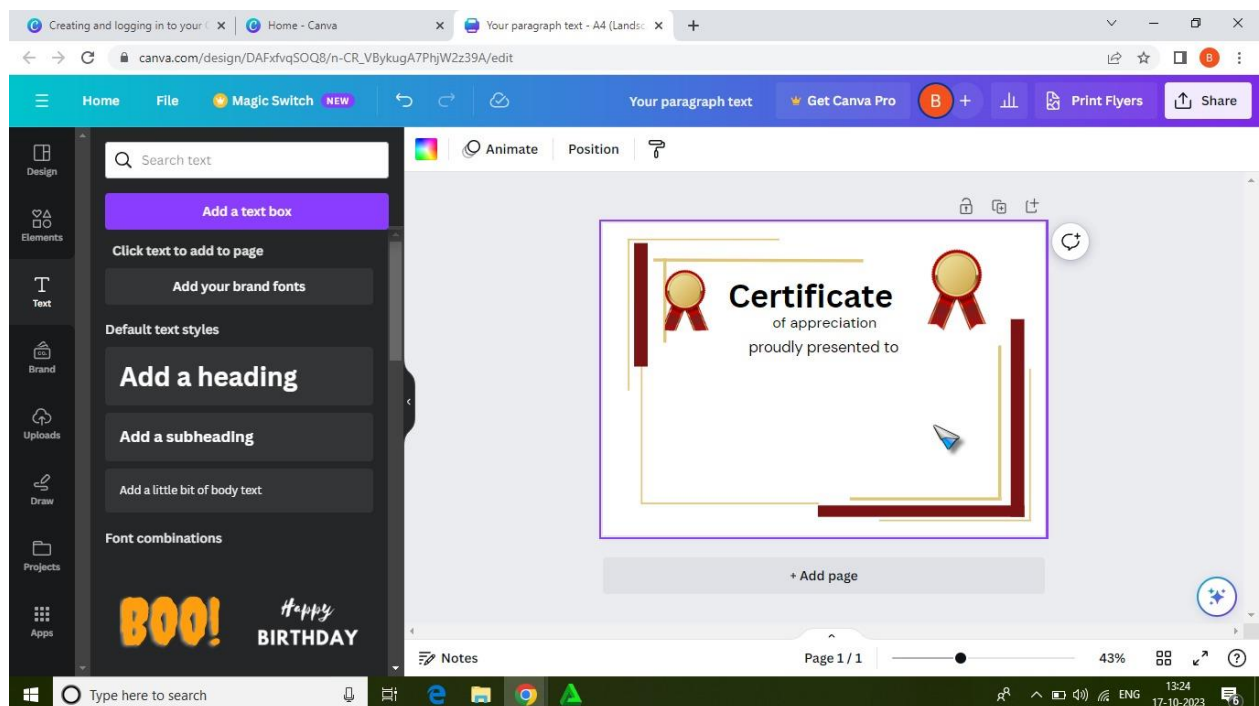 Creating and logging in to your C
Home - Canva
Your paragraph text - A4 (Landsc
canva.com/design/DAFxfvqSOQ8/n-CR_VBykugA7PhjW2z39A/edit
B
Home File Magic Switch NEW Your paragraph text Get Canva Pro B + Print Flyers Share
Design
Elements
Text
Brand
Uploads
Draw
Projects
Apps
Search text
Add a text box
Click text to add to page
Add your brand fonts
Default text styles
Add a heading
Add a subheading
Add a little bit of body text
Font combinations
BOO!
Happy
BIRTHDAY
Animate Position
Certificate
of appreciation
proudly presented to
+ Add page
Notes Page 1 / 1 43%
Type here to search
ENG
13:24
17-10-2023
6